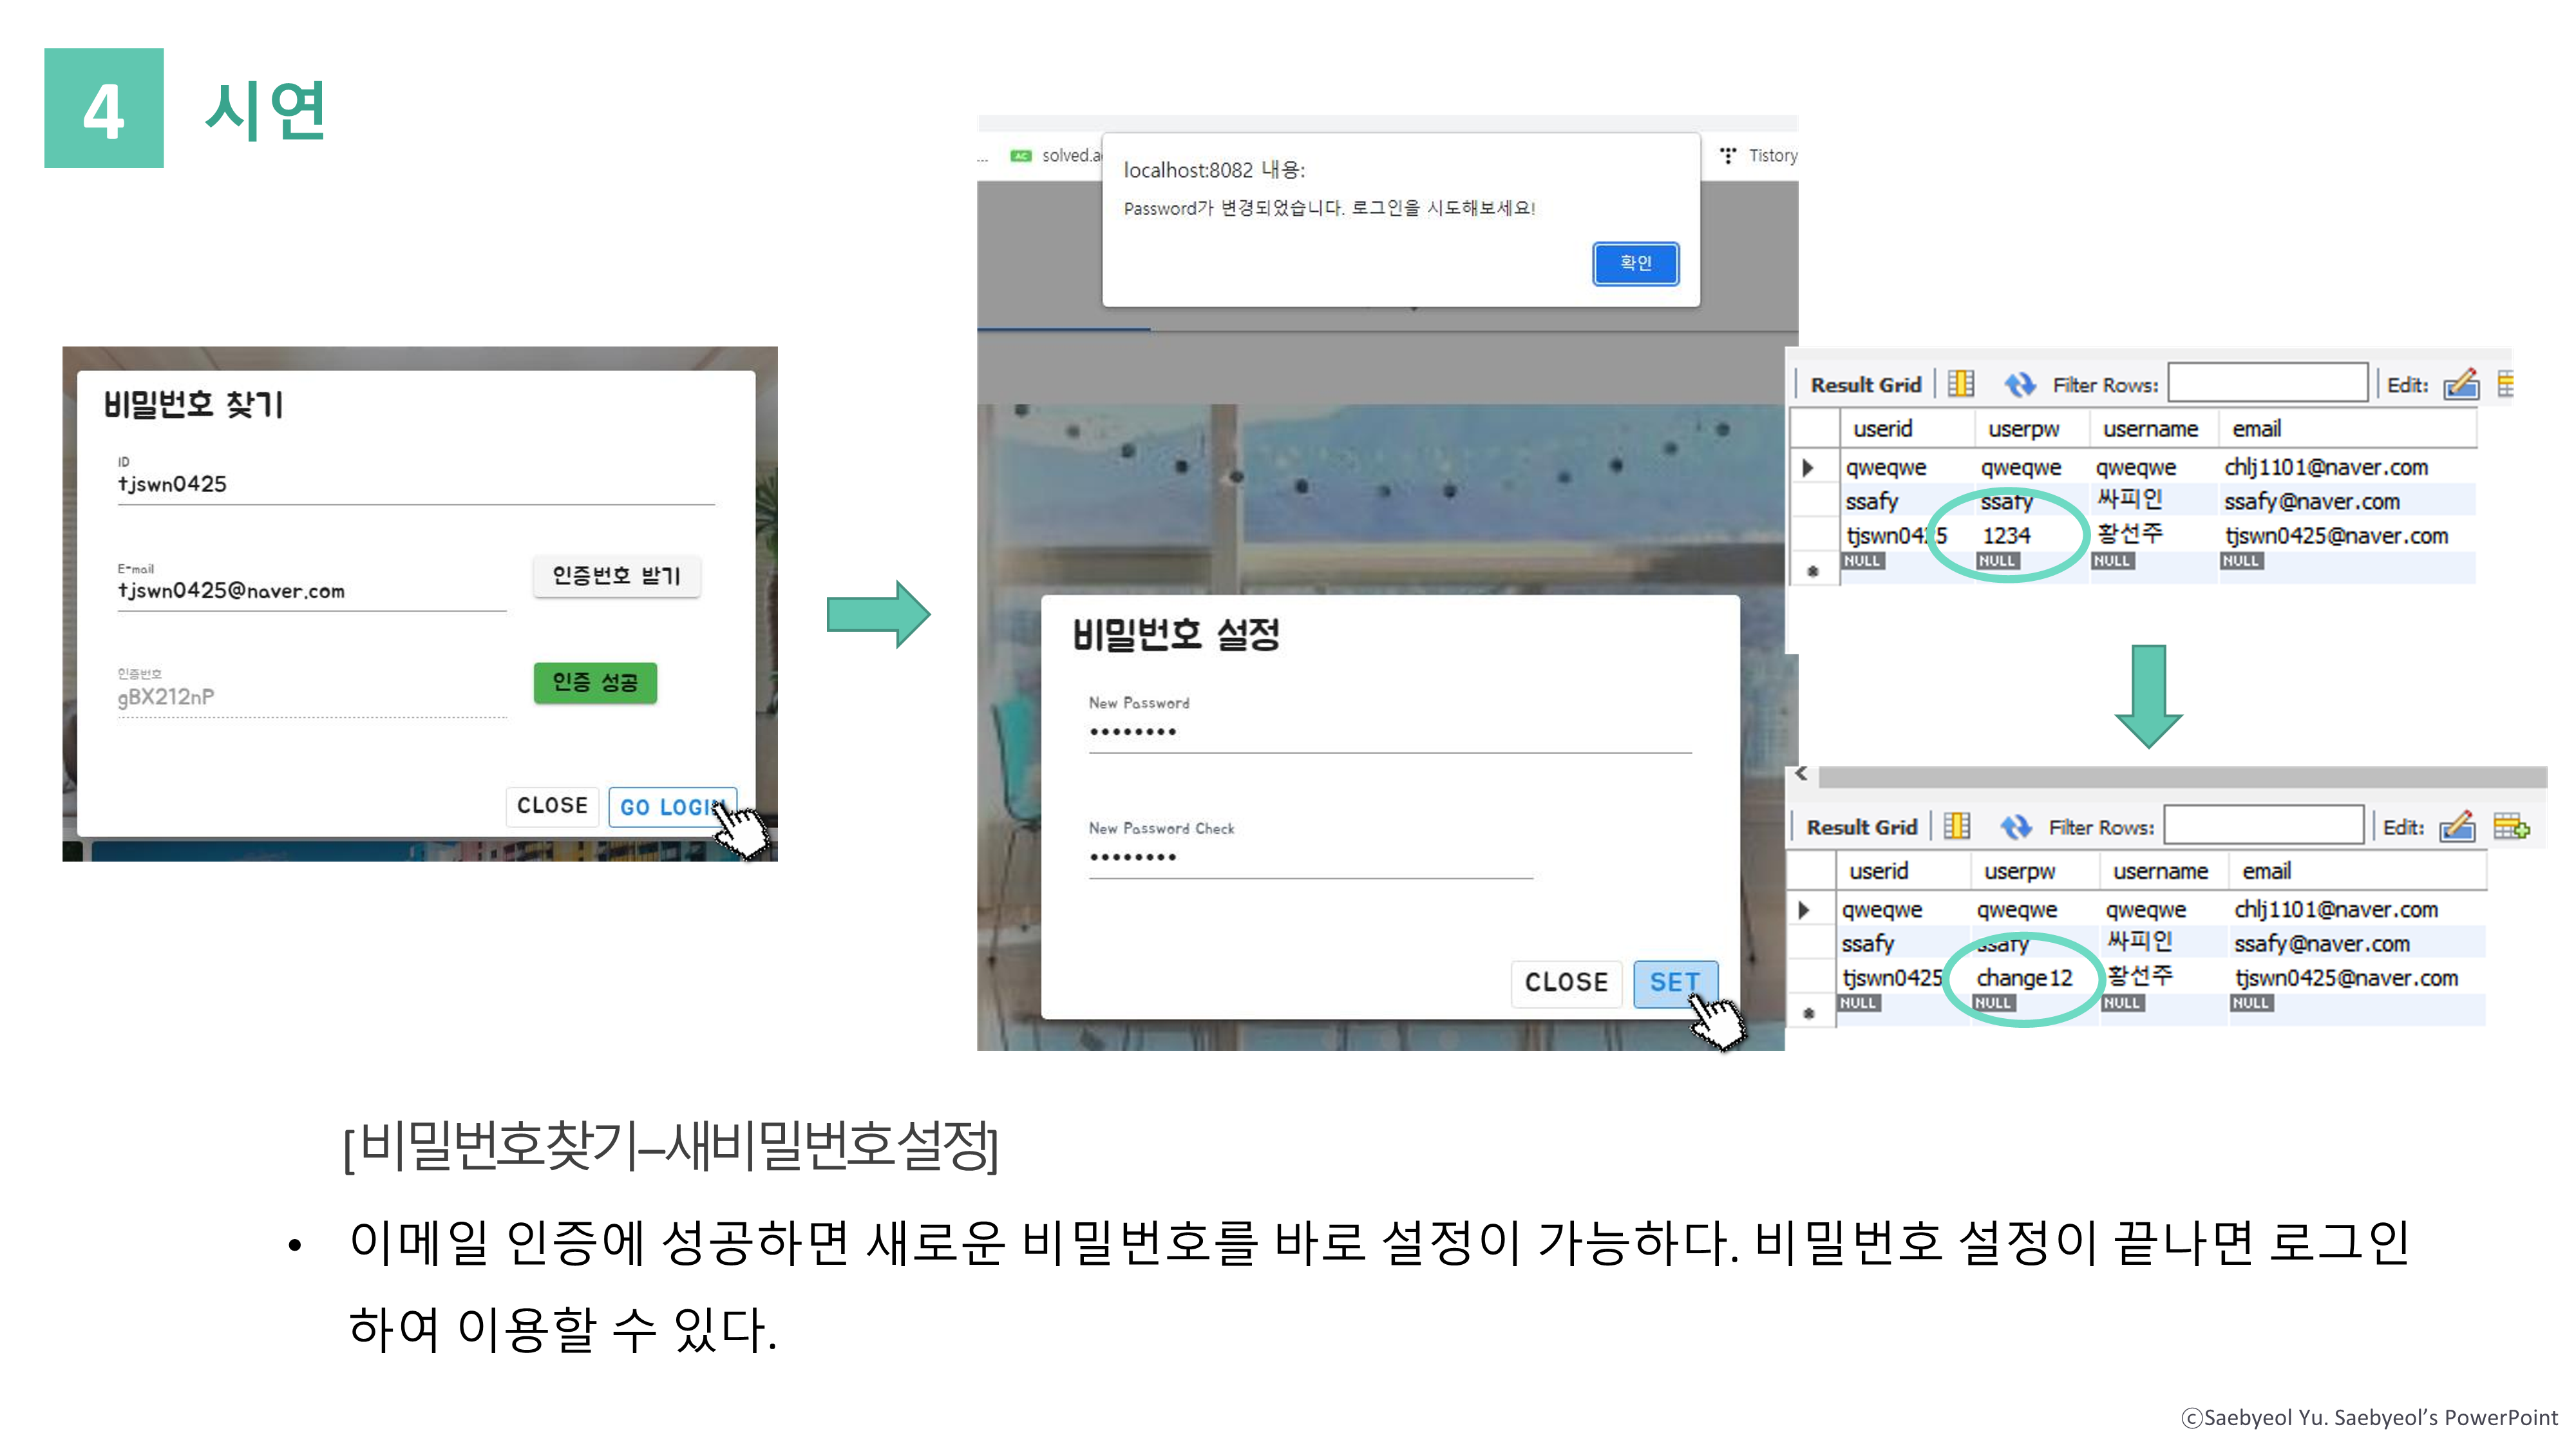 4 시연
... solved.a
Tistory
localhost:8082 내용:
Password가 변경되었습니다. 로그인을 시도해보세요!
확인
비밀번호 찾기
ID
tjswn0425
E-mail
tjswn0425@naver.com
인증번호 받기
인증번호
gBX212nP
인증 성공
CLOSE GO LOGIN
비밀번호 설정
New Password
••••••••
New Password Check
••••••••
CLOSE SET
Result Grid Filter Rows: Edit:
userid userpw username email
qweqwe qweqwe qweqwe chlj1101@naver.com
ssafy ssafy 싸피인 ssafy@naver.com
tjswn0425 1234 황선주 tjswn0425@naver.com
NULL NULL NULL NULL
Result Grid Filter Rows: Edit:
userid userpw username email
qweqwe qweqwe qweqwe chlj1101@naver.com
ssafy ssafy 싸피인 ssafy@naver.com
tjswn0425 change12 황선주 tjswn0425@naver.com
NULL NULL NULL NULL
[비밀번호찾기–새비밀번호설정]
• 이메일 인증에 성공하면 새로운 비밀번호를 바로 설정이 가능하다. 비밀번호 설정이 끝나면 로그인
하여 이용할 수 있다.
ⓒSaebyeol Yu. Saebyeol’s PowerPoint